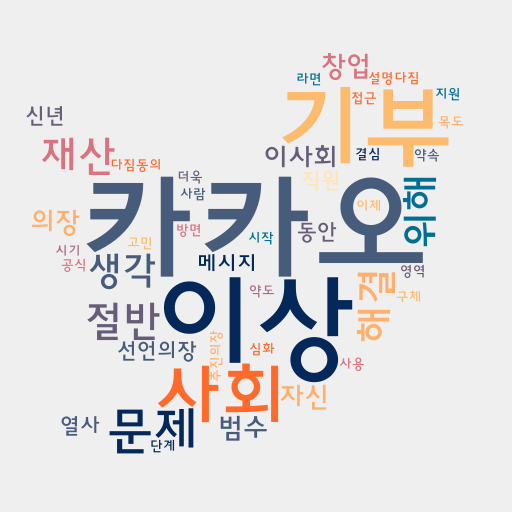 창업
라면
설명다짐
지원
접근
기부
목도
신년
재산
이사회
결심
약속
다짐동의
더욱
사람
직원
이제
위해
의장
카카오
방면
고민
시기
공식
생각
메시지
시작
동안
영역
해결
구체
약도
이상
절반
선언의장
추진의장
심화
사용
사회
자신
열사
문제
단계
범수